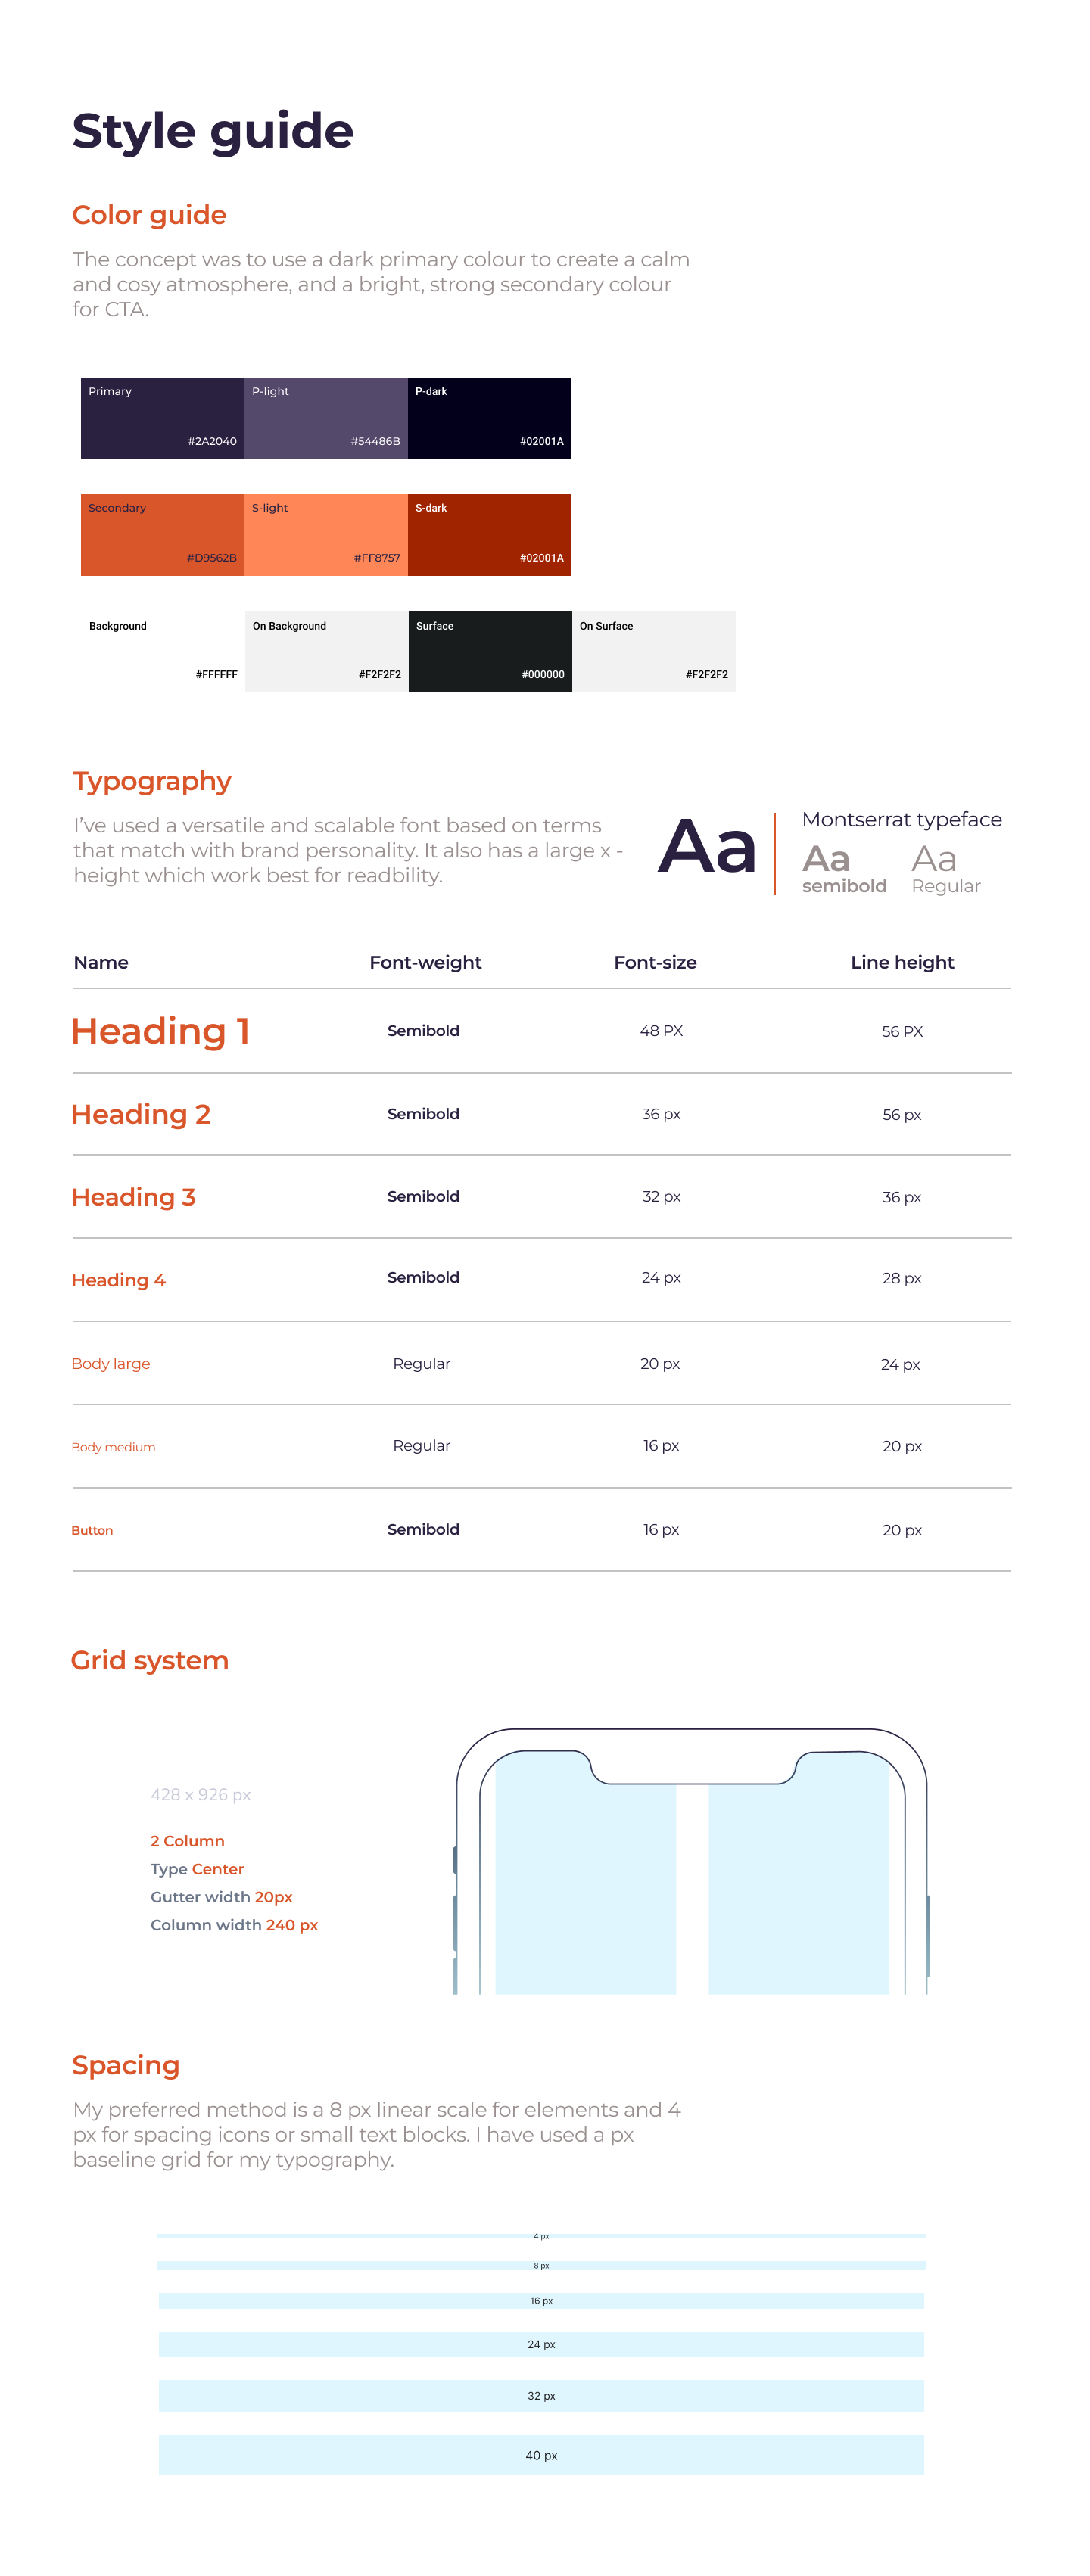 Style guide
Color guide
The concept was to use a dark primary colour to create a calm
and cosy atmosphere, and a bright, strong secondary colour
for CTA.
Primary
#2A2040
P-light
#54486B
P-dark
#02001A
Secondary
#D9562B
S-light
#FF8757
S-dark
#02001A
Background
#FFFFFF
On Background
#F2F2F2
Surface
#000000
On Surface
#F2F2F2
Typography
I've used a versatile and scalable font based on terms
that match with brand personality. It also has a large x -
height which work best for readbility.
Aa
Montserrat typeface
Aa Aa
semibold Regular
Name Font-weight Font-size Line height
Heading 1 Semibold 48 PX 56 PX
Heading 2 Semibold 36 px 56 px
Heading 3 Semibold 32 px 36 px
Heading 4 Semibold 24 px 28 px
Body large Regular 20 px 24 px
Body medium Regular 16 px 20 px
Button Semibold 16 px 20 px
Grid system
428 x 926 px
2 Column
Type Center
Gutter width 20px
Column width 240 px
Spacing
My preferred method is a 8 px linear scale for elements and 4
px for spacing icons or small text blocks. I have used a px
baseline grid for my typography.
4 px
8 px
16 px
24 px
32 px
40 px